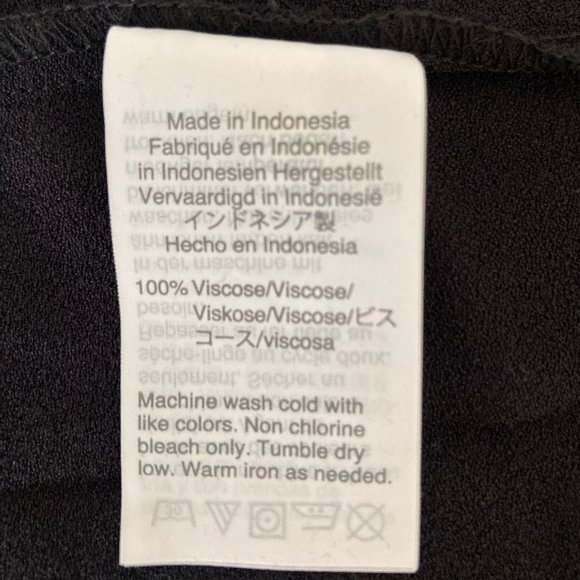 Made in Indonesia
Fabriqué en Indonésie
in Indonesien Hergestellt
Vervaardigd in Indonesië
インドネシア製
Hecho en Indonesia
100% Viscose/Viscose/
Viskose/Viscose/ビス
コース/viscosa
Machine wash cold with
like colors. Non chlorine
bleach only. Tumble dry
low. Warm iron as needed.